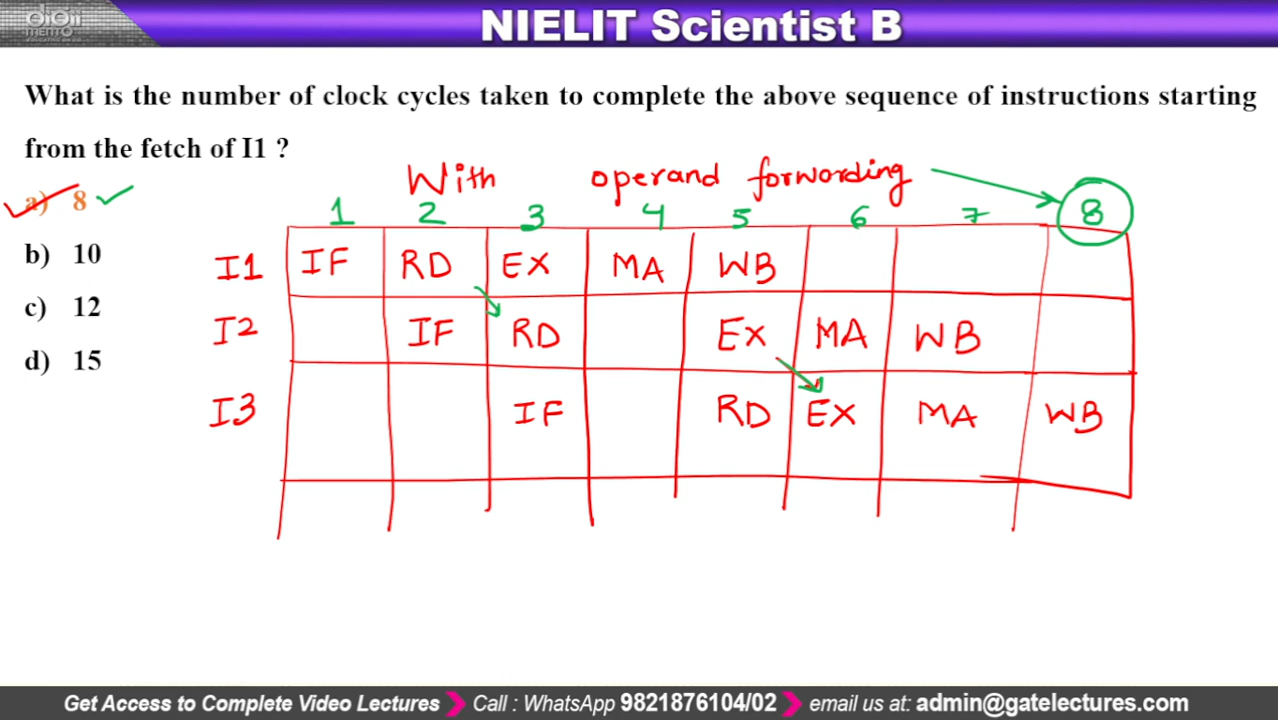 digii
MENTO
NIELIT Scientist B
What is the number of clock cycles taken to complete the above sequence of instructions starting
from the fetch of I1 ?
With operand forwording
a) 8
1 2 3 4 5 6 7 8
b) 10
I1 IF RD EX MA WB
c) 12
I2 IF RD EX MA WB
d) 15
I3 IF RD EX MA WB
Get Access to Complete Video Lectures Call : WhatsApp 9821876104/02 email us at: admin@gatelectures.com